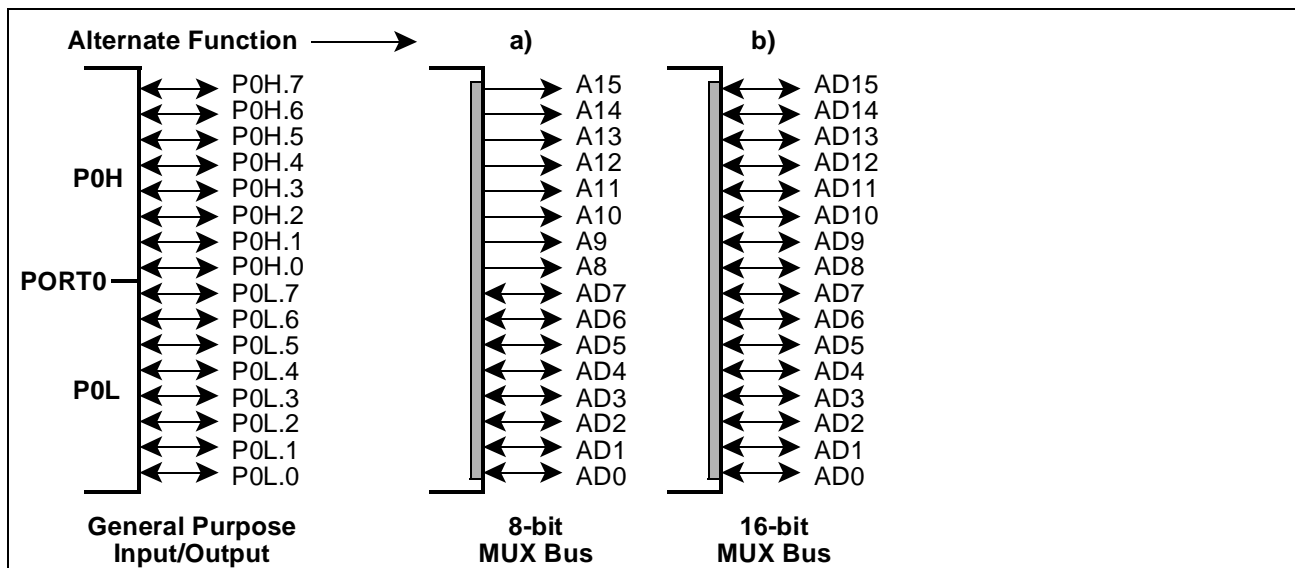 Alternate Function a) b)
P0H.7 A15 AD15
P0H.6 A14 AD14
P0H.5 A13 AD13
P0H.4 A12 AD12
P0H
P0H.3 A11 AD11
P0H.2 A10 AD10
P0H.1 A9 AD9
P0H.0 A8 AD8
PORT0
P0L.7 AD7 AD7
P0L.6 AD6 AD6
P0L.5 AD5 AD5
P0L.4 AD4 AD4
P0L
P0L.3 AD3 AD3
P0L.2 AD2 AD2
P0L.1 AD1 AD1
P0L.0 AD0 AD0
General Purpose 8-bit 16-bit
Input/Output MUX Bus MUX Bus